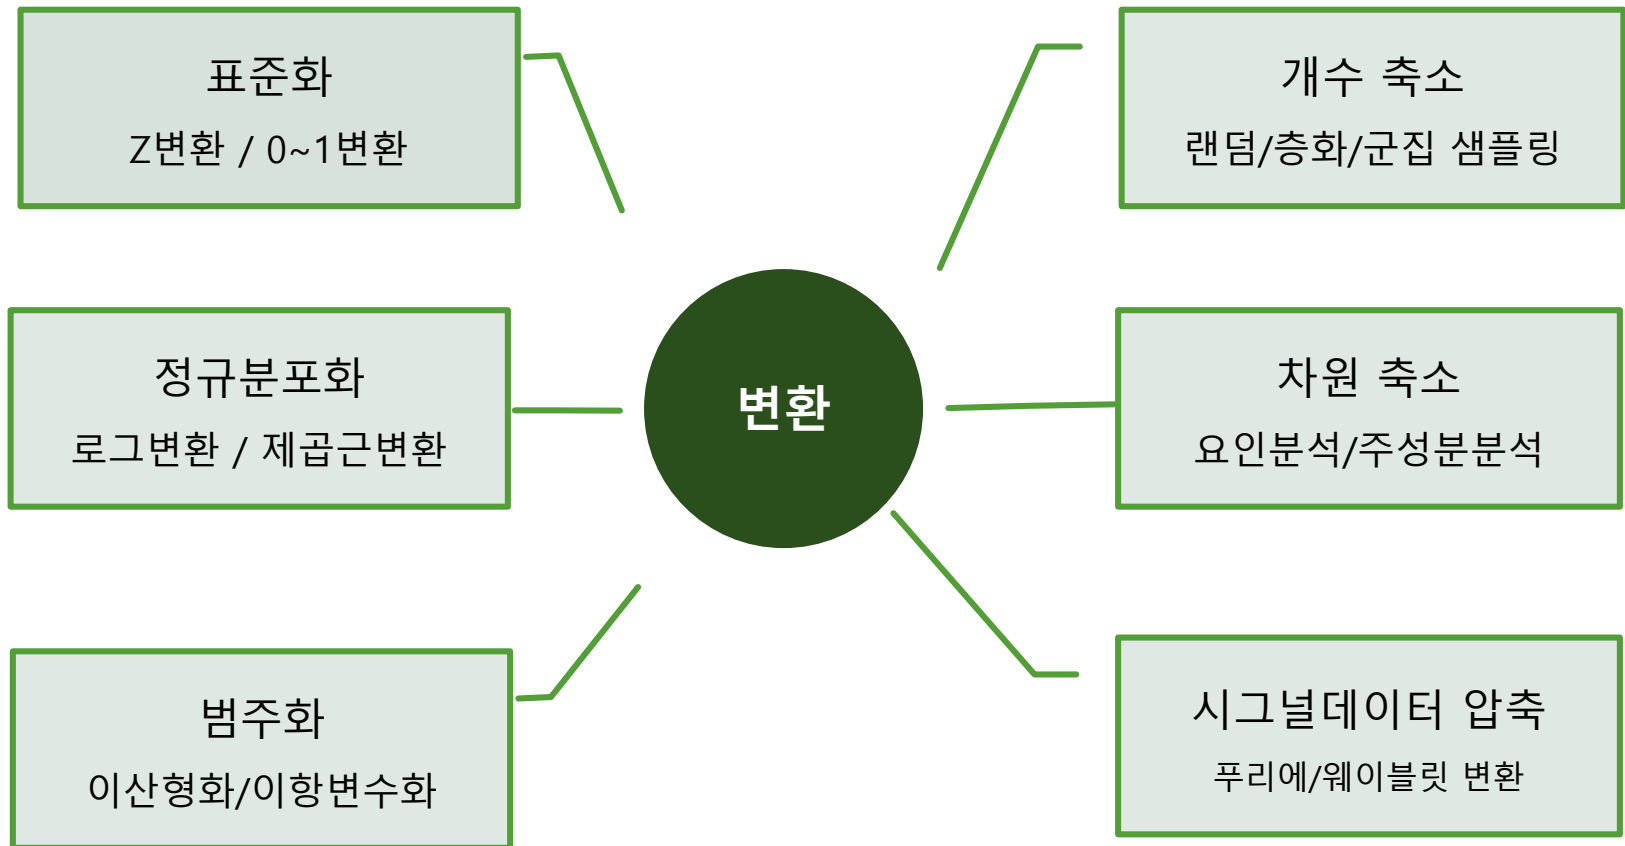 표준화
Z변환 / 0~1변환
개수 축소
랜덤/층화/군집 샘플링
정규분포화
로그변환 / 제곱근변환
변환
차원 축소
요인분석/주성분분석
범주화
이산형화/이항변수화
시그널데이터 압축
푸리에/웨이블릿 변환